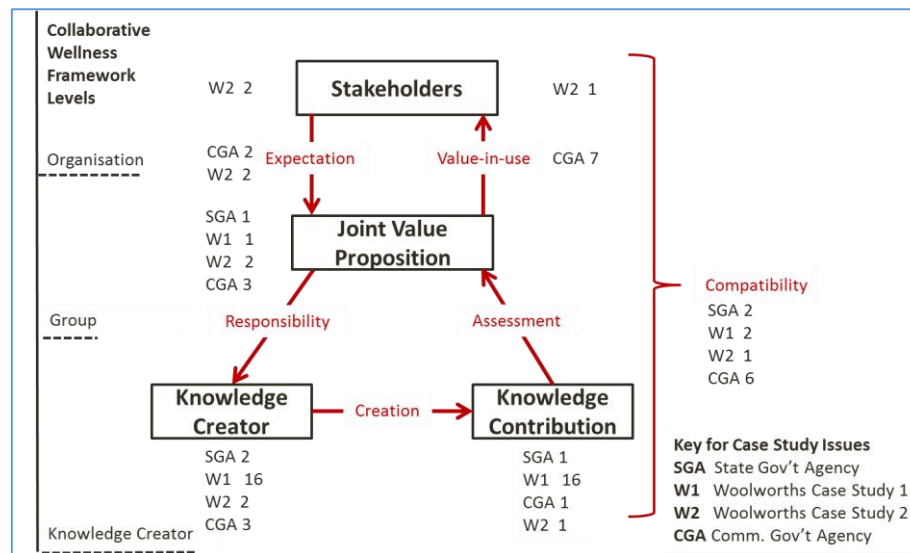 Collaborative
Wellness
Framework
Levels
W2 2
Stakeholders
W2 1
Organisation
CGA 2
W2 2
Expectation
Value-in-use
CGA 7
SGA 1
W1 1
W2 2
CGA 3
Joint Value
Proposition
Compatibility
SGA 2
W1 2
W2 1
CGA 6
Group
Responsibility
Assessment
Knowledge
Creator
Creation
Knowledge
Contribution
SGA 2
W1 16
W2 2
CGA 3
SGA 1
W1 16
CGA 1
W2 1
Key for Case Study Issues
SGA State Gov't Agency
W1 Woolworths Case Study 1
W2 Woolworths Case Study 2
CGA Comm. Gov't Agency
Knowledge Creator